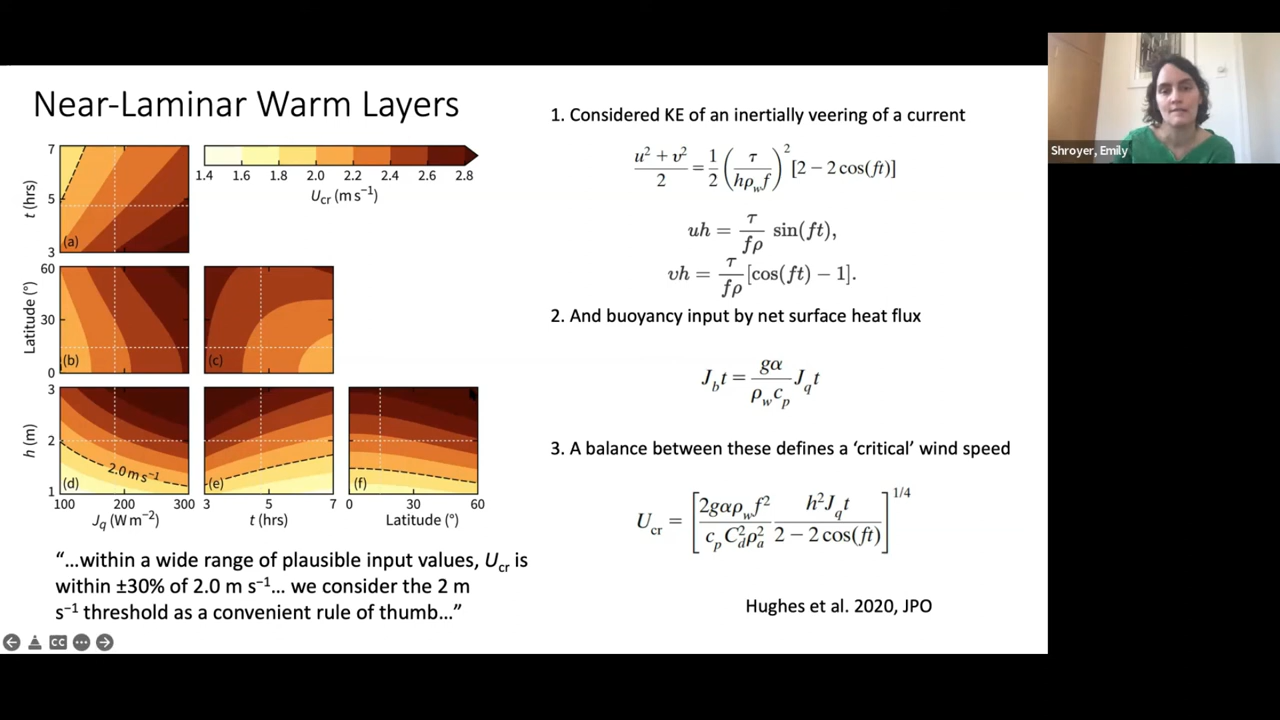 Near-Laminar Warm Layers
7
5
3
t (hrs)
(a)
1.4 1.6 1.8 2.0 2.2 2.4 2.6 2.8
U_cr (m s⁻¹)
60
30
0
Latitude (°)
(b)
(c)
3
2
1
h (m)
2.0 m s⁻¹
(d)
(e)
(f)
100 200 300
J_q (W m⁻²)
3 5 7
t (hrs)
0 30 60
Latitude (°)
“…within a wide range of plausible input values, U_cr is
within ±30% of 2.0 m s⁻¹… we consider the 2 m
s⁻¹ threshold as a convenient rule of thumb…”
1. Considered KE of an inertially veering of a current
(u² + v²)/2 = 1/2 (τ/(hρ_w f))² [2 − 2 cos(ft)]
uh = τ/(fρ) sin(ft),
vh = τ/(fρ) [cos(ft) − 1].
2. And buoyancy input by net surface heat flux
J_b t = (gα/(ρ_w c_p)) J_q t
3. A balance between these defines a ‘critical’ wind speed
U_cr = [(2gαρ_w f²)/(c_p C_d² ρ_a²) (h² J_q t)/(2 − 2 cos(ft))]^1/4
Hughes et al. 2020, JPO
CC
Shroyer, Emily